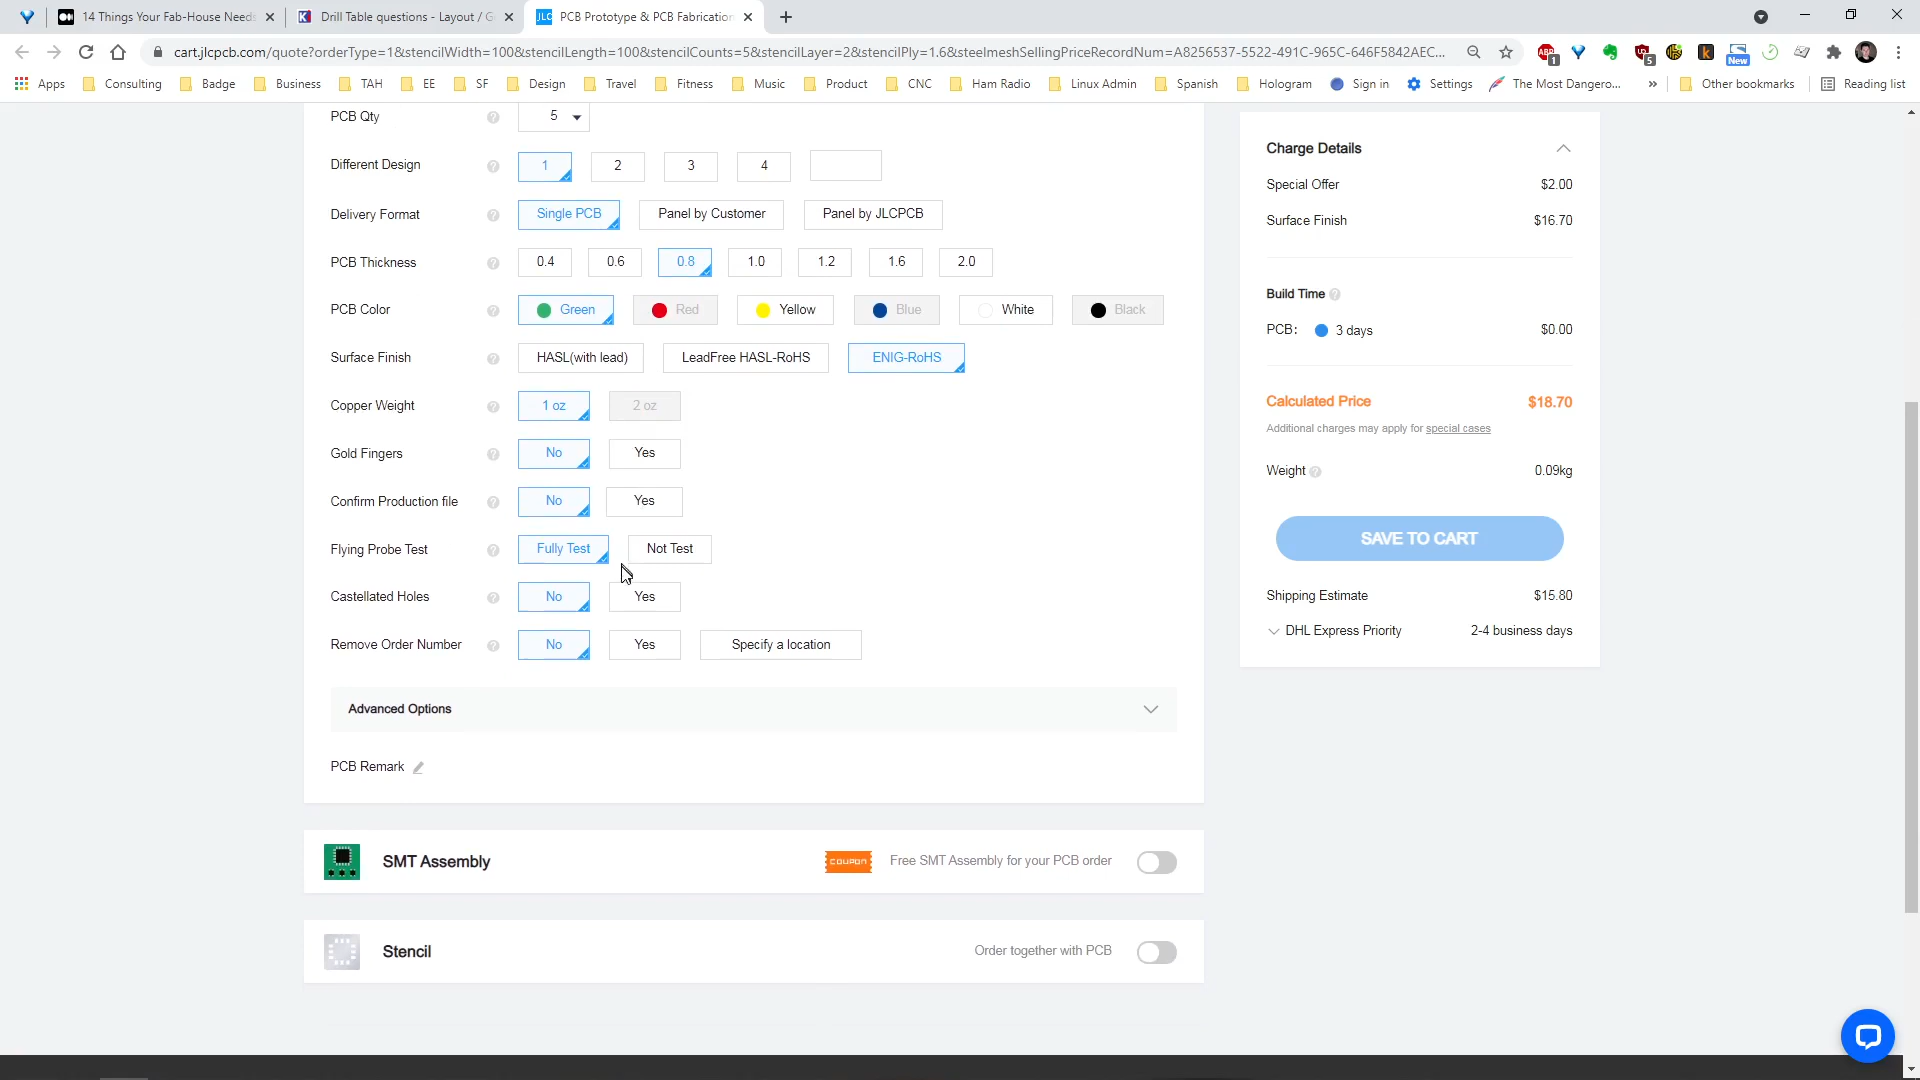 14 Things Your Fab-House Needs
Drill Table questions - Layout / G
JLC PCB Prototype & PCB Fabrication
cart.jlcpcb.com/quote?orderType=1&stencilWidth=100&stencilLength=100&stencilCounts=5&stencilLayer=2&stencilPly=1.6&steelmeshSellingPriceRecordNum=A8256537-5522-491C-965C-646F5842AEC...
ABP 1 5 k New
Apps Consulting Badge Business TAH EE SF Design Travel Fitness Music Product CNC Ham Radio Linux Admin Spanish Hologram Sign in Settings The Most Dangero... » Other bookmarks Reading list
PCB Qty 5
Different Design 1 2 3 4
Delivery Format Single PCB Panel by Customer Panel by JLCPCB
PCB Thickness 0.4 0.6 0.8 1.0 1.2 1.6 2.0
PCB Color Green Red Yellow Blue White Black
Surface Finish HASL(with lead) LeadFree HASL-RoHS ENIG-RoHS
Copper Weight 1 oz 2 oz
Gold Fingers No Yes
Confirm Production file No Yes
Flying Probe Test Fully Test Not Test
Castellated Holes No Yes
Remove Order Number No Yes Specify a location
Advanced Options
PCB Remark
SMT Assembly COUPON Free SMT Assembly for your PCB order
Stencil Order together with PCB
Charge Details
Special Offer $2.00
Surface Finish $16.70
Build Time
PCB: 3 days $0.00
Calculated Price $18.70
Additional charges may apply for special cases
Weight 0.09kg
SAVE TO CART
Shipping Estimate $15.80
DHL Express Priority 2-4 business days